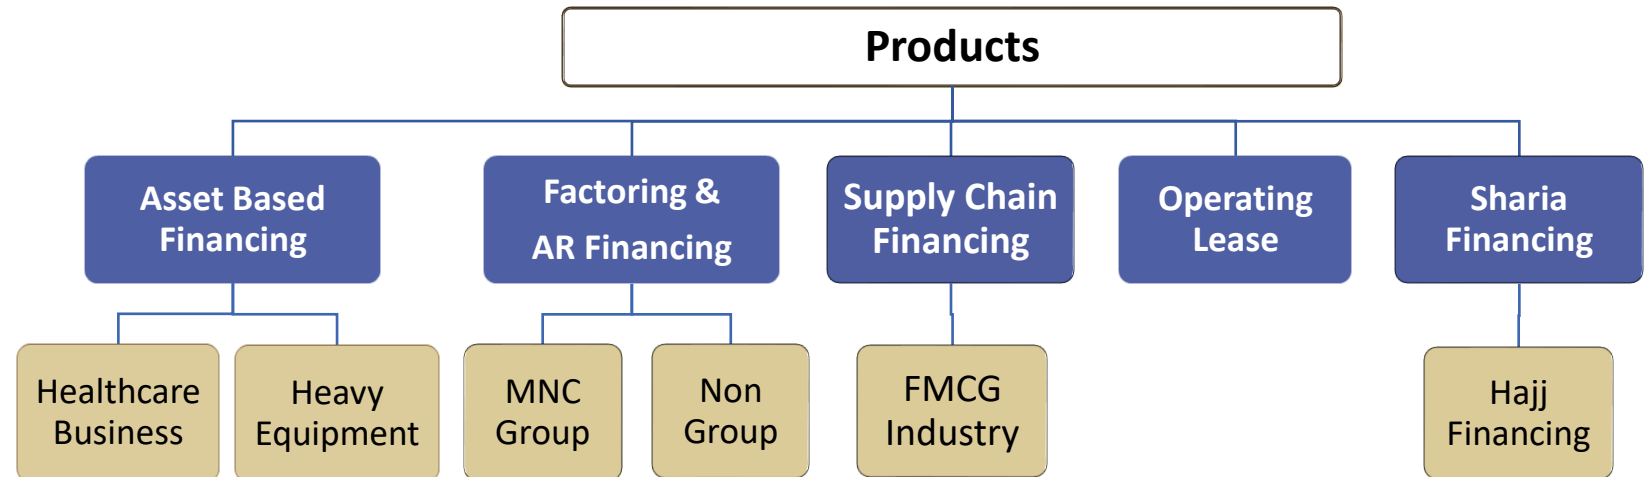 Products
Asset Based
Financing
Factoring &
AR Financing
Supply Chain
Financing
Operating
Lease
Sharia
Financing
Healthcare
Business
Heavy
Equipment
MNC
Group
Non
Group
FMCG
Industry
Hajj
Financing